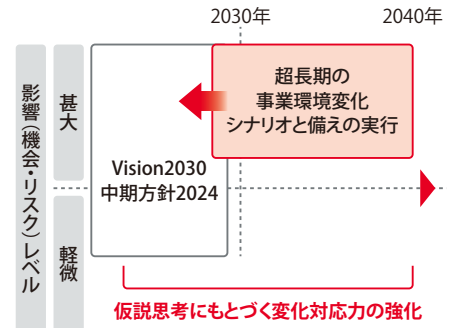 2030年
2040年
影響（機会・リスク）レベル
甚大
軽微
超長期の
事業環境変化
シナリオと備えの実行
Vision2030
中期方針2024
仮説思考にもとづく変化対応力の強化